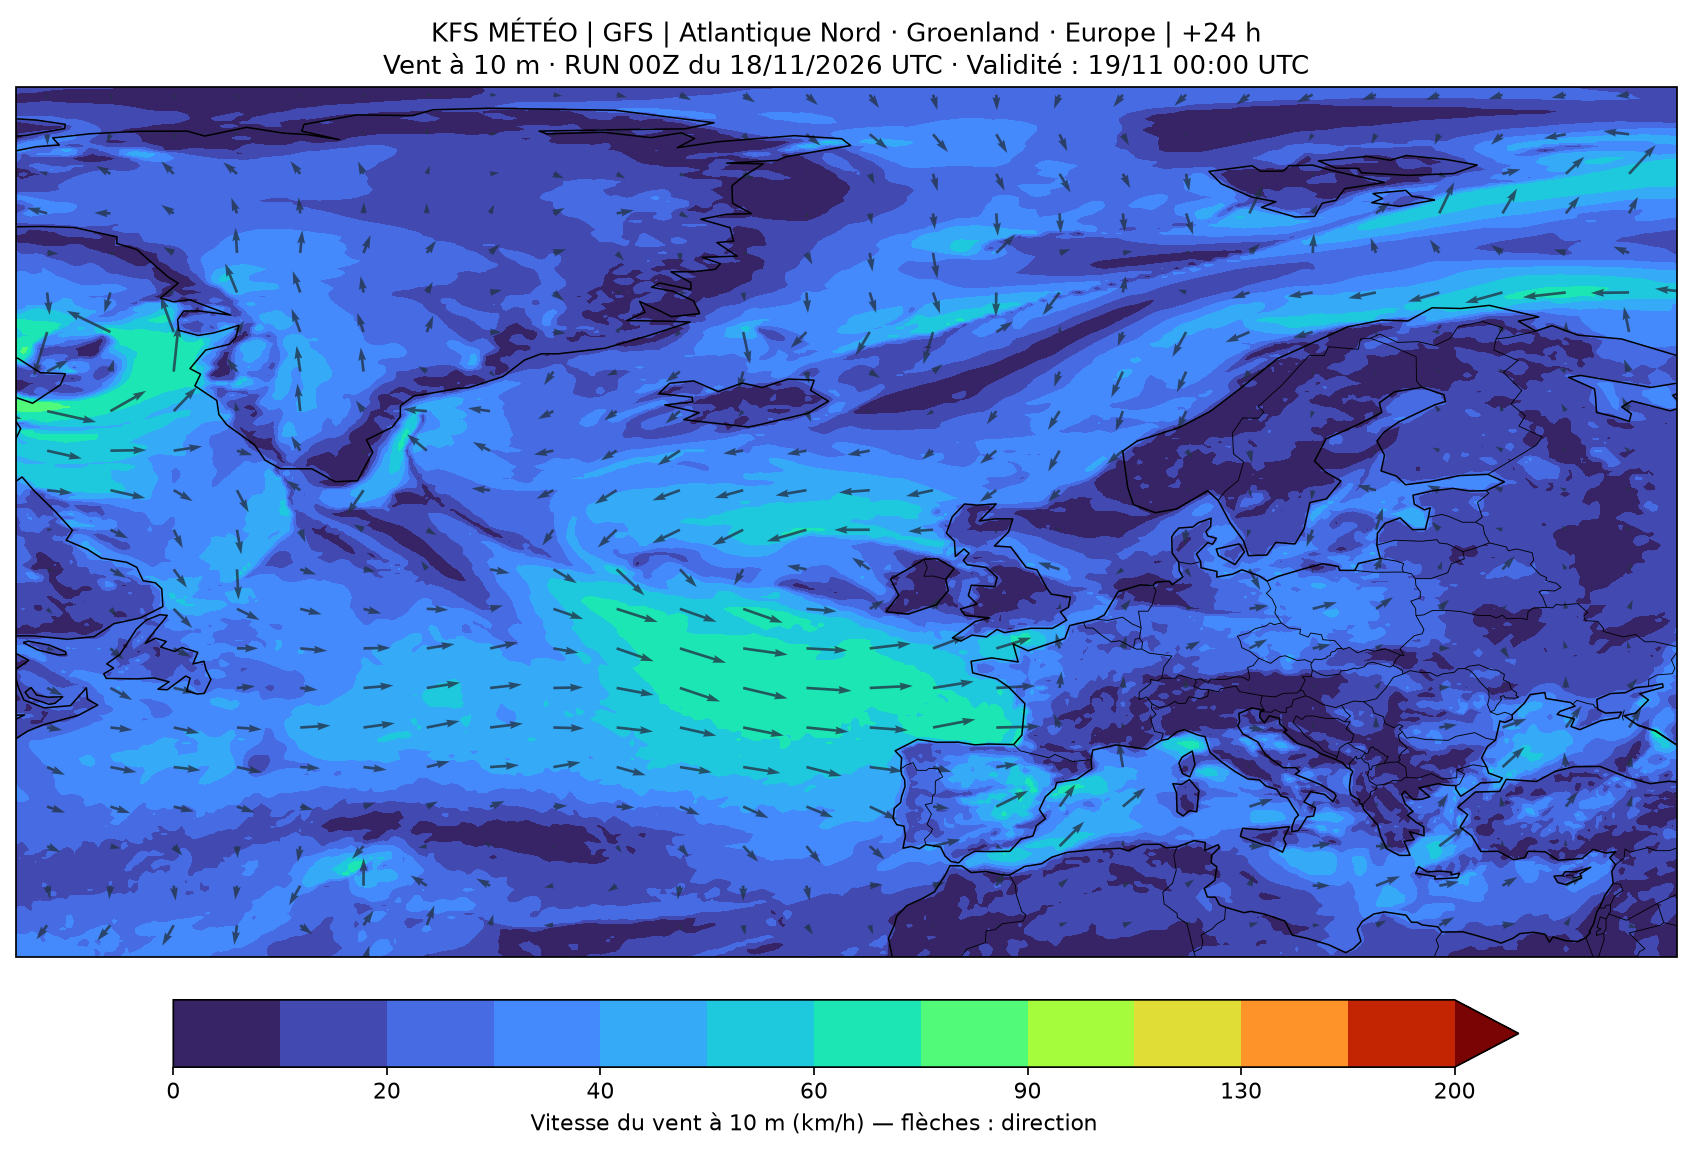 KFS MÉTÉO | GFS | Atlantique Nord · Groenland · Europe | +24 h
Vent à 10 m · RUN 00Z du 18/11/2026 UTC · Validité : 19/11 00:00 UTC
0 20 40 60 90 130 200
Vitesse du vent à 10 m (km/h) — flèches : direction